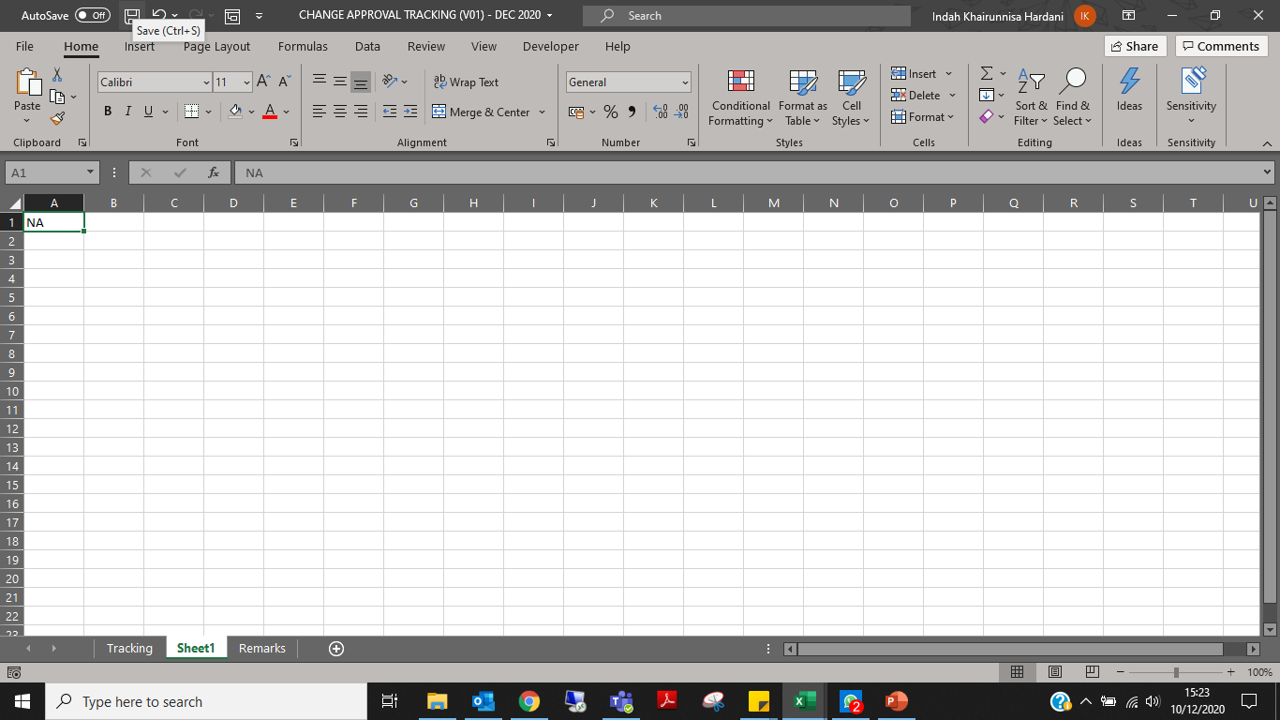 AutoSave Off CHANGE APPROVAL TRACKING (V01) - DEC 2020 Search Indah Khairunnisa Hardani IK
Save (Ctrl+S)
File Home Insert Page Layout Formulas Data Review View Developer Help Share Comments
Paste
Calibri 11
B I U A
Wrap Text
Merge & Center
General
% ,
Conditional Formatting
Format as Table
Cell Styles
Insert
Delete
Format
Sort & Filter
Find & Select
Ideas
Sensitivity
Clipboard Font Alignment Number Styles Cells Editing Ideas Sensitivity
A1 fx NA
A B C D E F G H I J K L M N O P Q R S T U
1 NA
2
3
4
5
6
7
8
9
10
11
12
13
14
15
16
17
18
19
20
21
22
23
Tracking Sheet1 Remarks
100%
Type here to search 2 15:23
10/12/2020